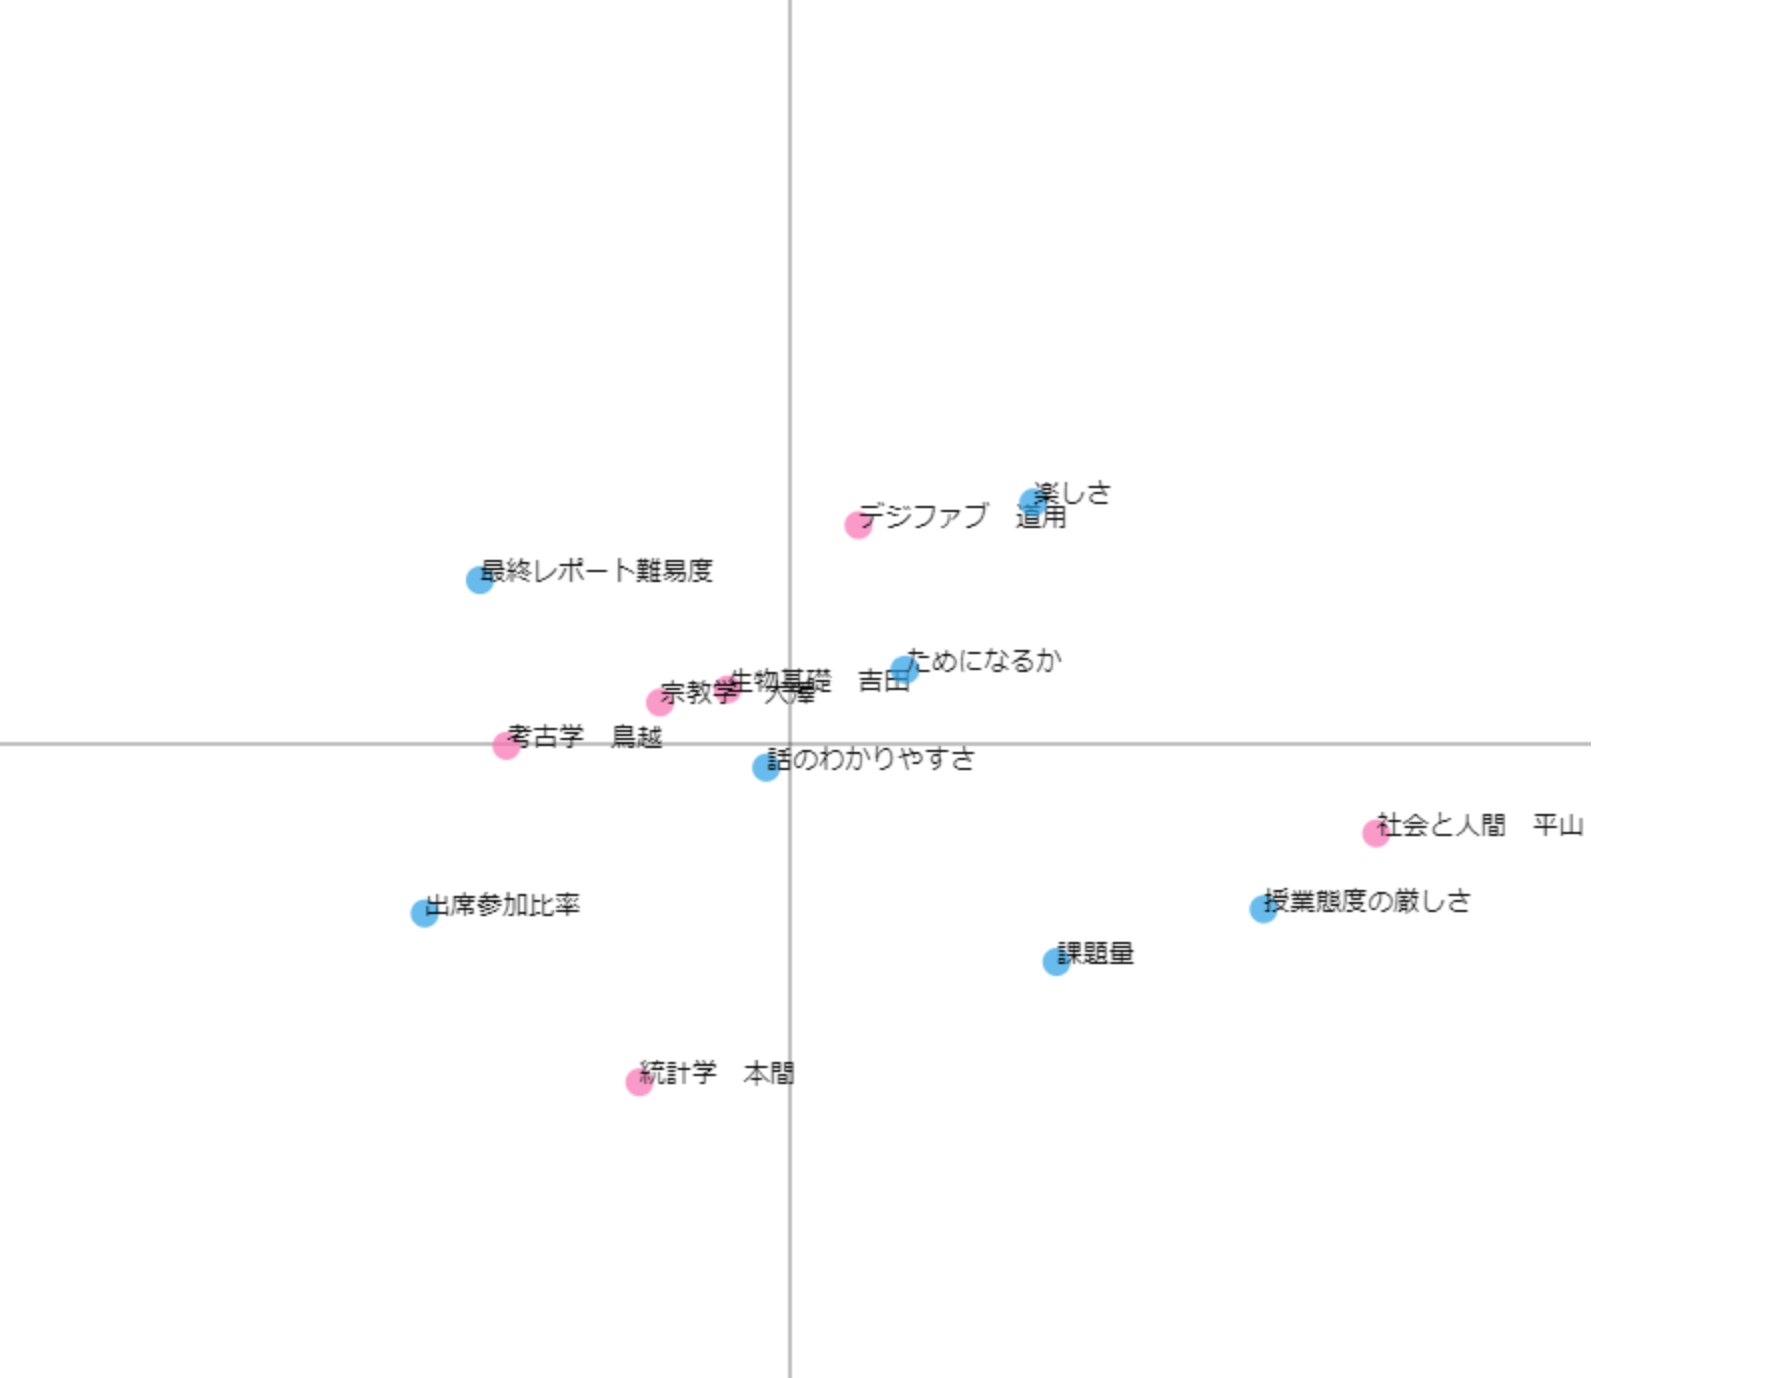 楽しさ
デジファブ　道用
最終レポート難易度
ためになるか
生物基礎　吉田
宗教学　大澤
考古学　鳥越
話のわかりやすさ
社会と人間　平山
授業態度の厳しさ
出席参加比率
課題量
統計学　本間